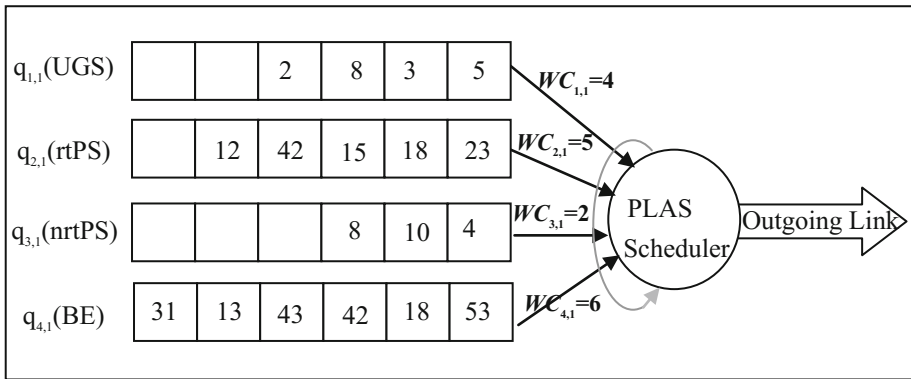 q1,1(UGS) 2 8 3 5 WC1,1=4
q2,1(rtPS) 12 42 15 18 23 WC2,1=5
q3,1(nrtPS) 8 10 4 WC3,1=2
PLAS
Scheduler
Outgoing Link
q4,1(BE) 31 13 43 42 18 53 WC4,1=6